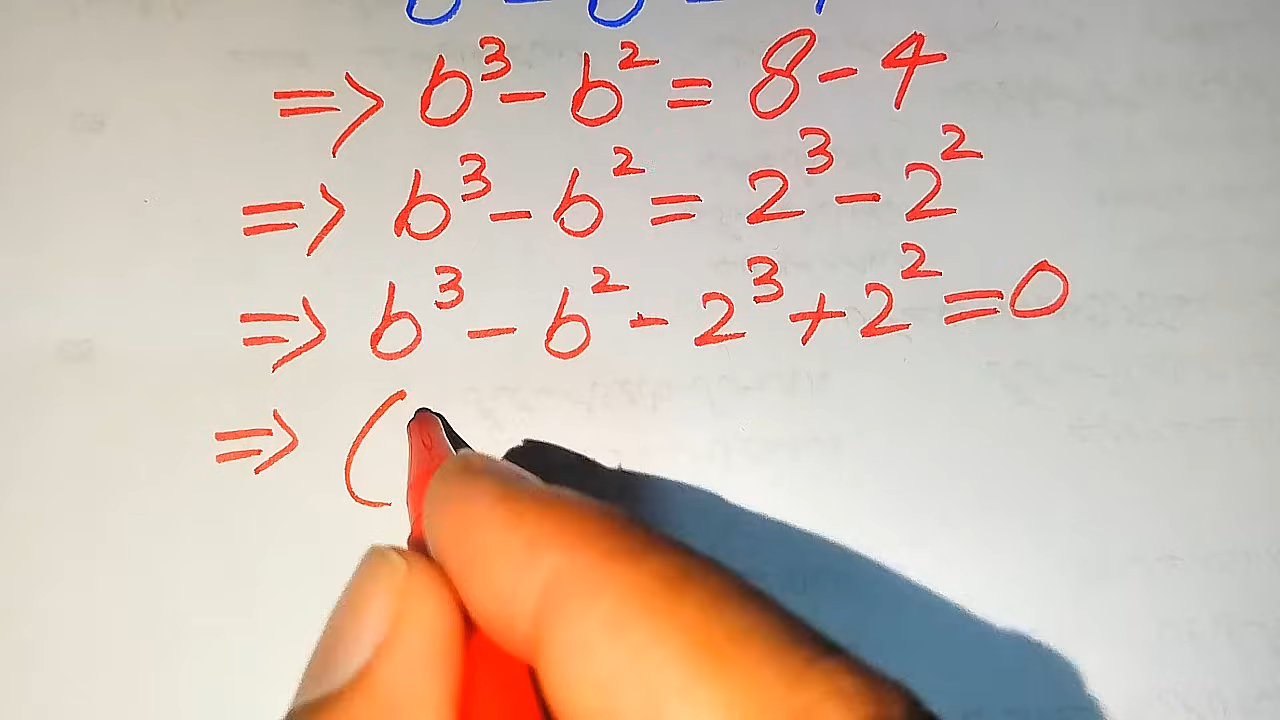 => b³ - b² = 8 - 4
=> b³ - b² = 2³ - 2²
=> b³ - b² - 2³ + 2² = 0
=> (